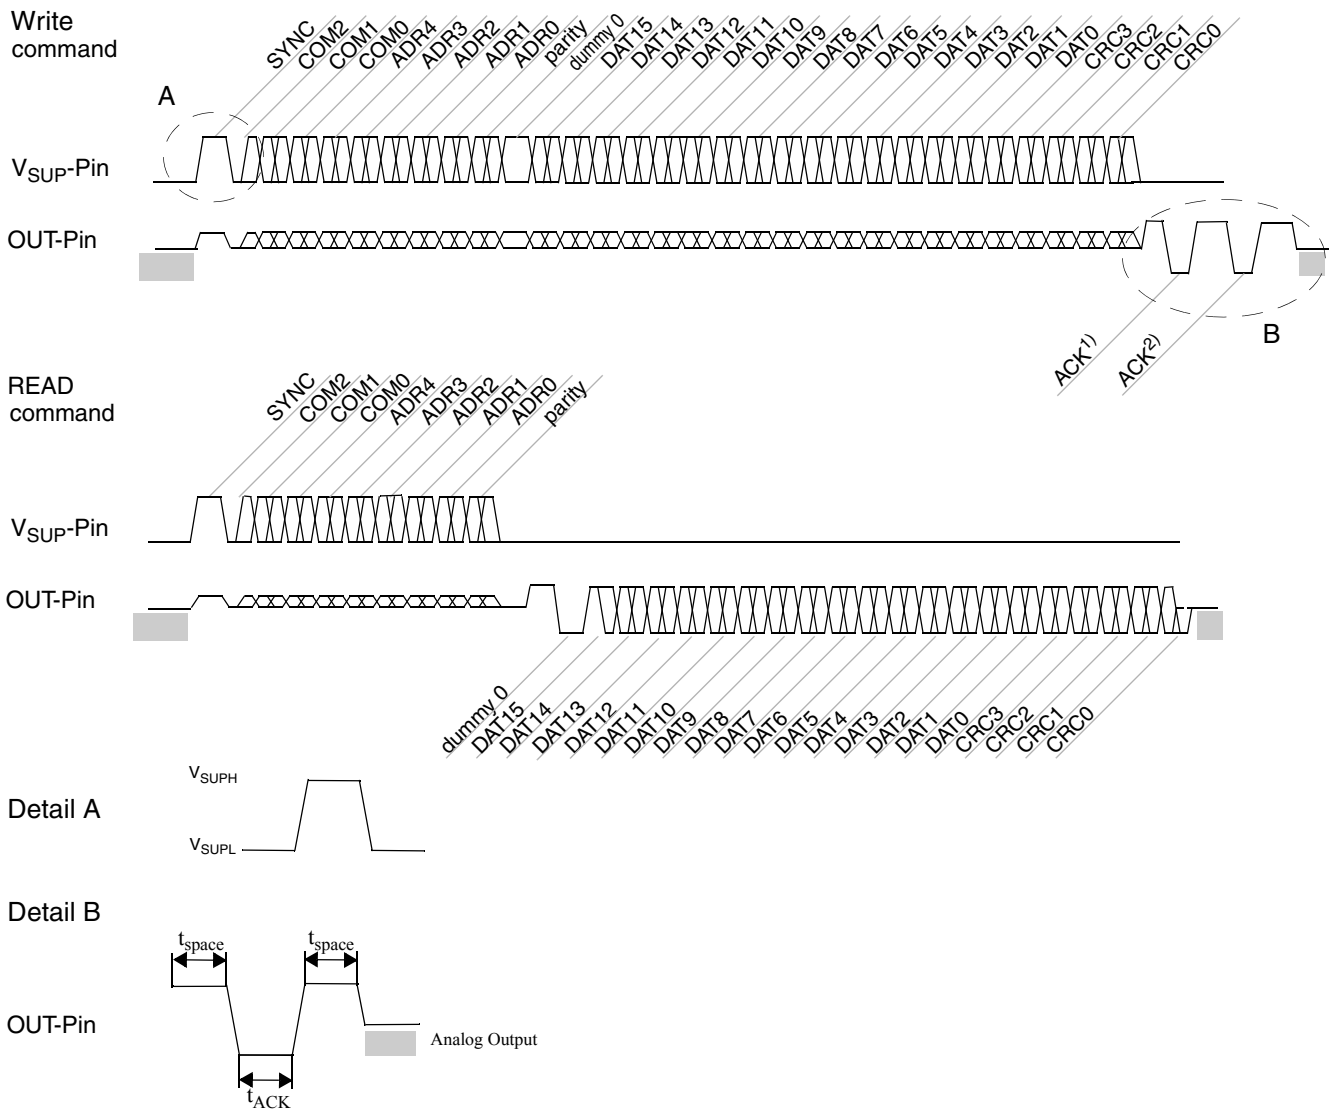 Write
command
SYNC
COM2
COM1
COM0
ADR4
ADR3
ADR2
ADR1
ADR0
parity
dummy 0
DAT15
DAT14
DAT13
DAT12
DAT11
DAT10
DAT9
DAT8
DAT7
DAT6
DAT5
DAT4
DAT3
DAT2
DAT1
DAT0
CRC3
CRC2
CRC1
CRC0
A
VSUP-Pin
OUT-Pin
B
ACK1)
ACK2)
READ
command
SYNC
COM2
COM1
COM0
ADR4
ADR3
ADR2
ADR1
ADR0
parity
VSUP-Pin
OUT-Pin
dummy 0
DAT15
DAT14
DAT13
DAT12
DAT11
DAT10
DAT9
DAT8
DAT7
DAT6
DAT5
DAT4
DAT3
DAT2
DAT1
DAT0
CRC3
CRC2
CRC1
CRC0
Detail A
VSUPH
VSUPL
Detail B
tspace
tspace
OUT-Pin
Analog Output
tACK